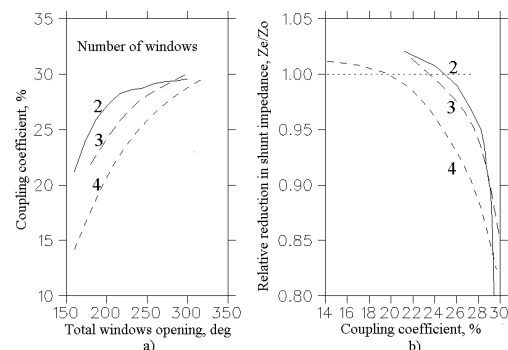 35
30
25
20
15
10
Coupling coefficient, %
Number of windows
2
3
4
150
200
250
300
350
Total windows opening, deg
a)
1.05
1.00
0.95
0.90
0.85
0.80
Relative reduction in shunt impedance, Ze/Zo
2
3
4
14 16 18 20 22 24 26 28 30
Coupling coefficient, %
b)